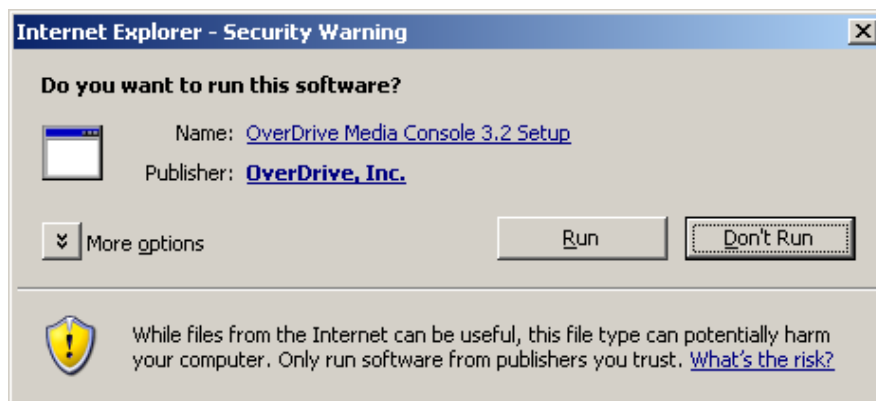 Internet Explorer - Security Warning
Do you want to run this software?
Name: OverDrive Media Console 3.2 Setup
Publisher: OverDrive, Inc.
More options
Run
Don't Run
While files from the Internet can be useful, this file type can potentially harm
your computer. Only run software from publishers you trust. What's the risk?